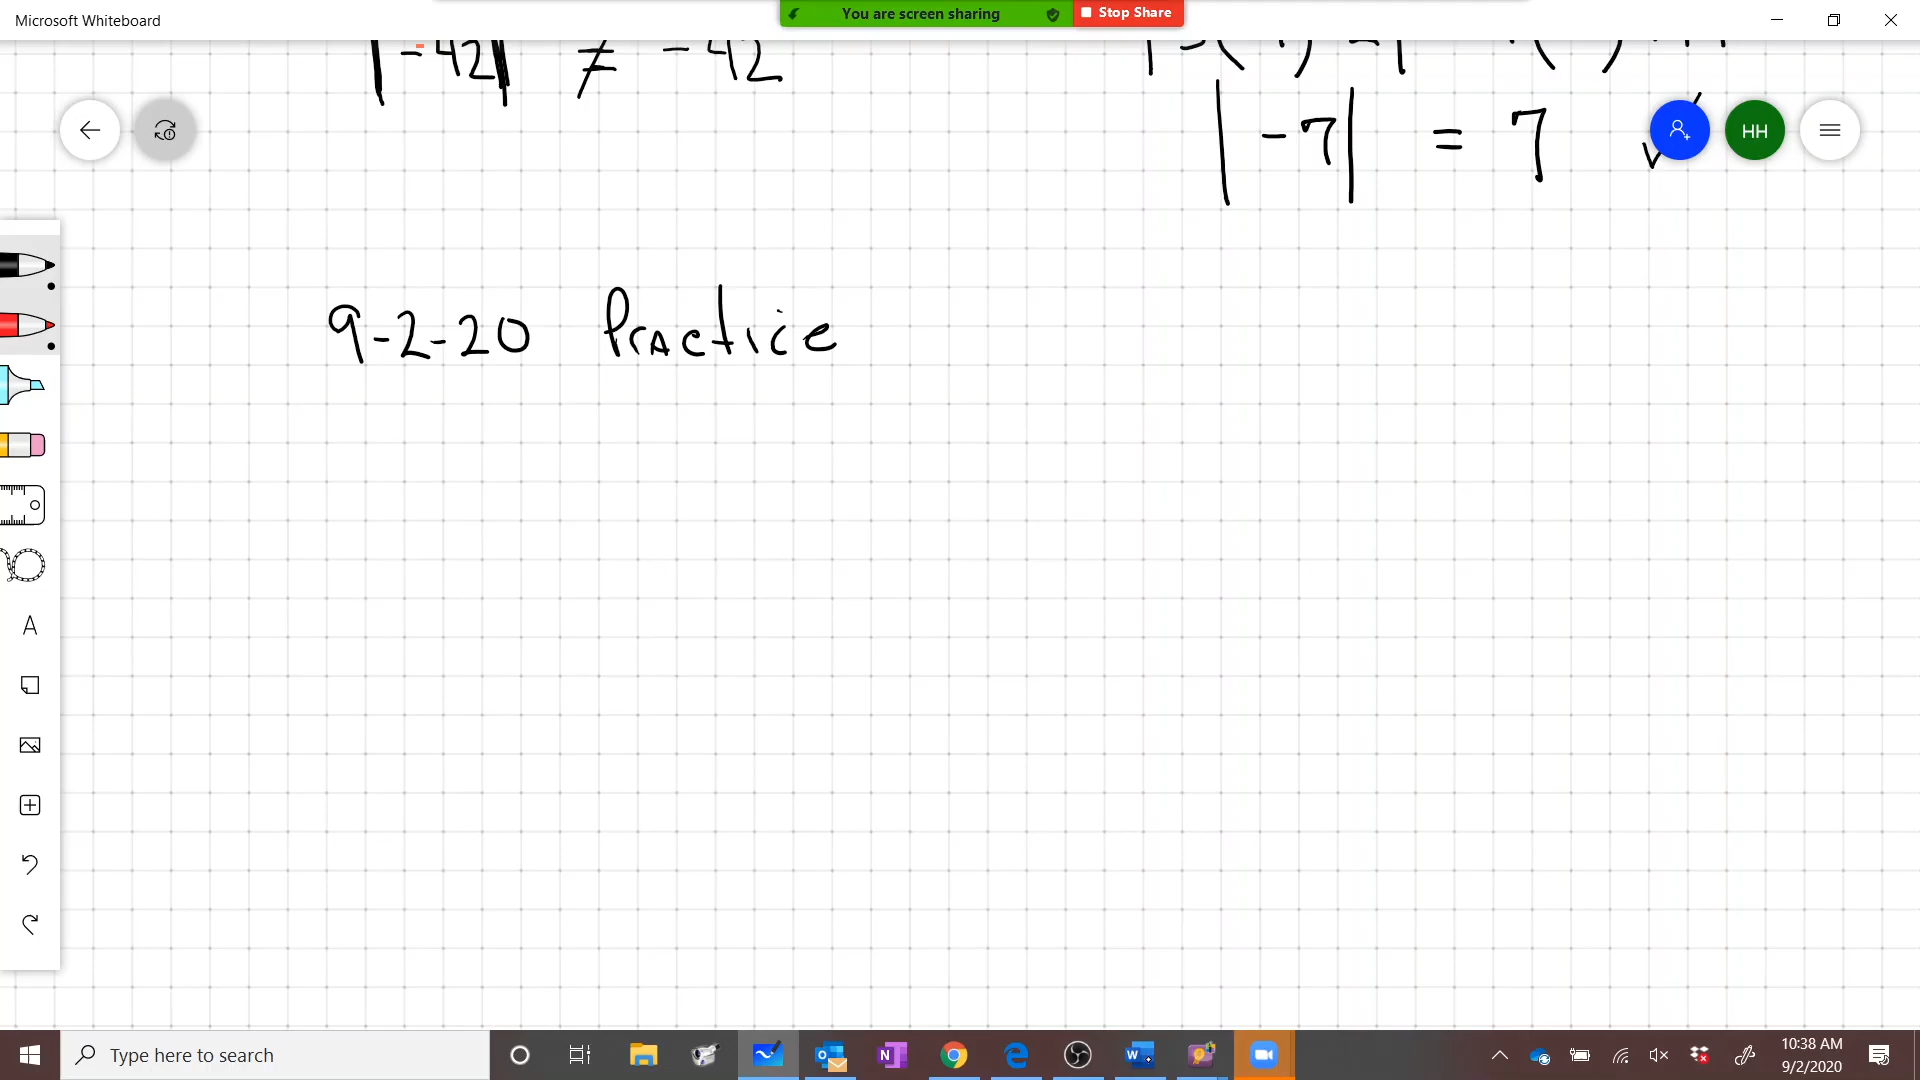 Microsoft Whiteboard
You are screen sharing
Stop Share
|-42| ≠ -42
|-7| = 7 ✓
HH
9-2-20 Practice
A
Type here to search
10:38 AM
9/2/2020